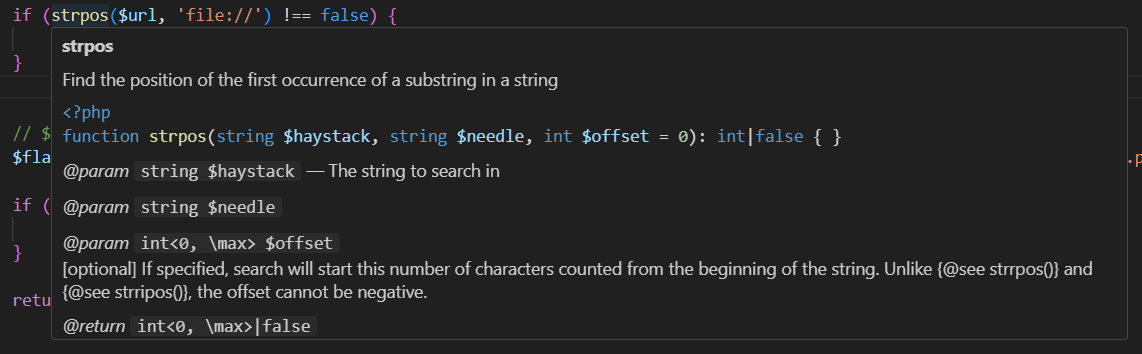 if (strpos($url, 'file://') !== false) {
strpos
}
Find the position of the first occurrence of a substring in a string
<?php
// $
function strpos(string $haystack, string $needle, int $offset = 0): int|false { }
$fla
.p
@param string $haystack — The string to search in
if (
@param string $needle
}
@param int<0, \max> $offset
[optional] If specified, search will start this number of characters counted from the beginning of the string. Unlike {@see strrpos()} and
{@see strripos()}, the offset cannot be negative.
retu
@return int<0, \max>|false